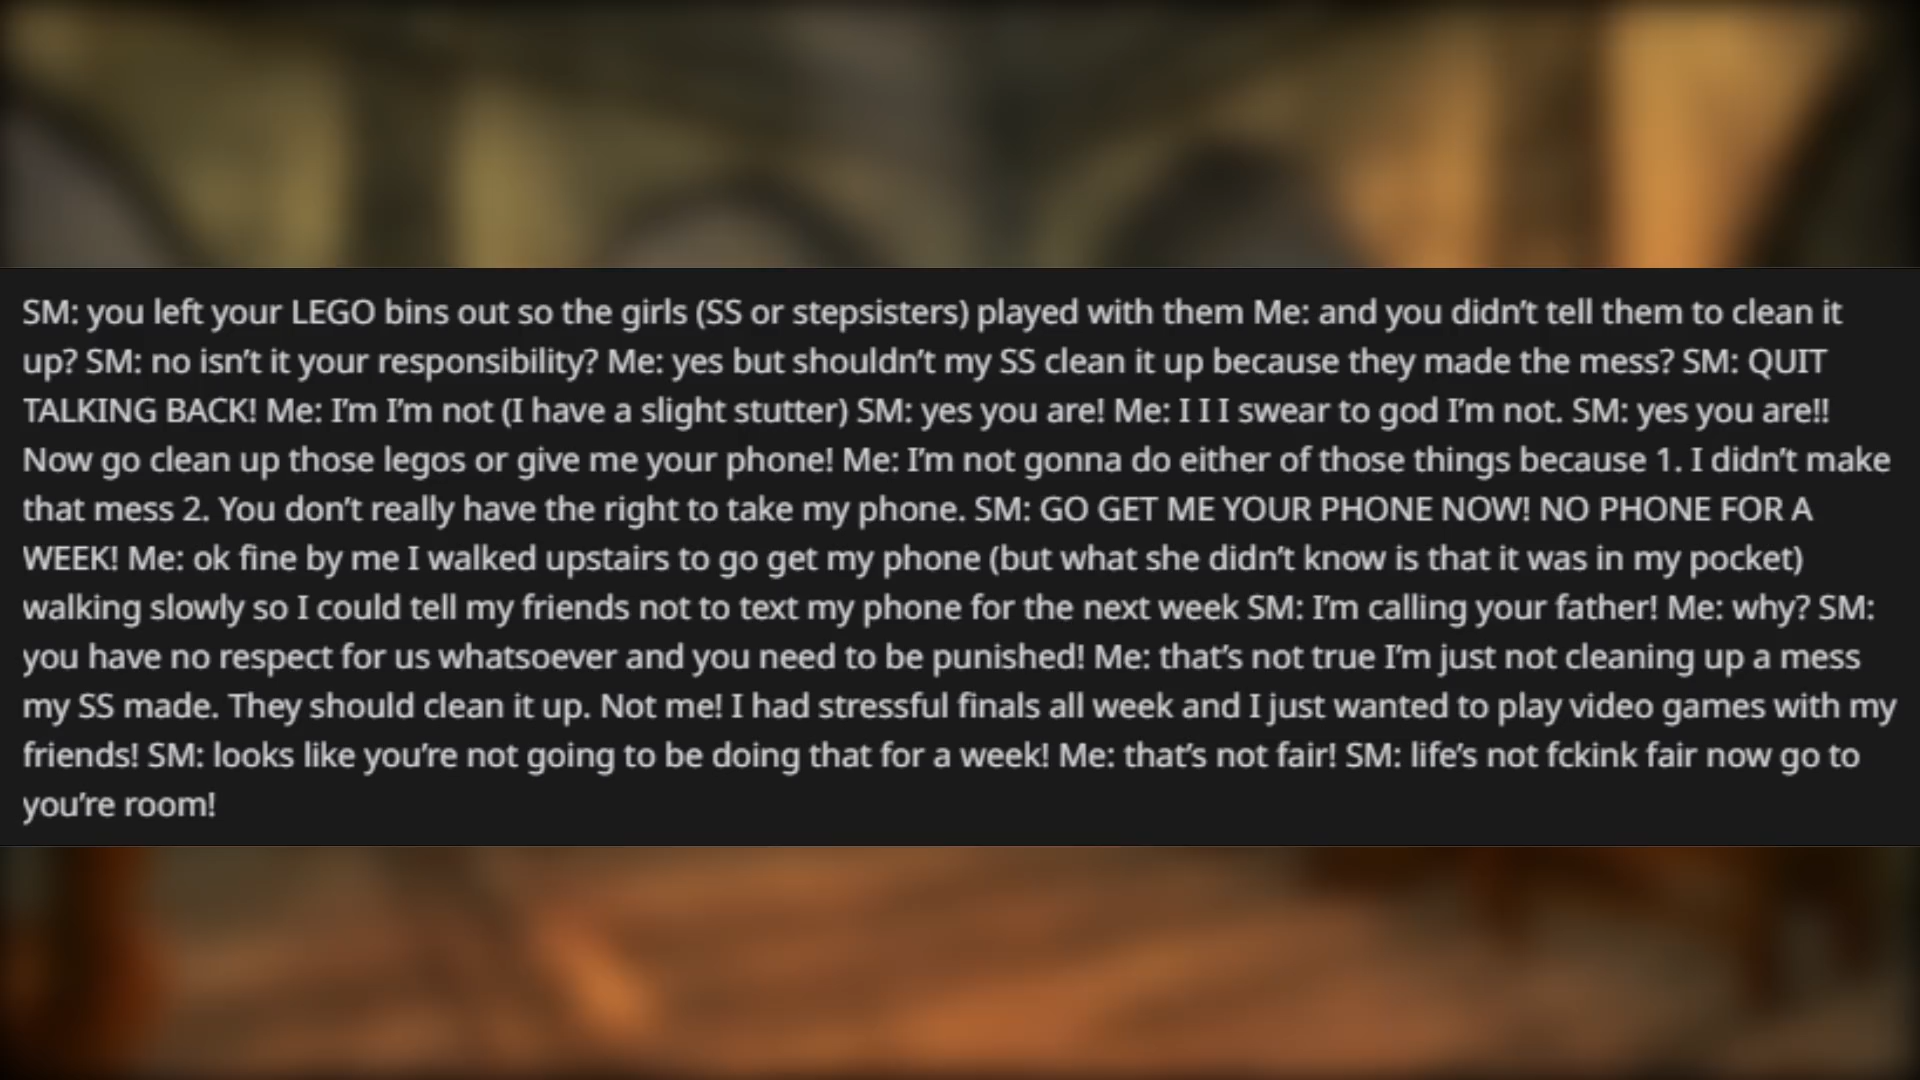 SM: you left your LEGO bins out so the girls (SS or stepsisters) played with them Me: and you didn’t tell them to clean it
up? SM: no isn’t it your responsibility? Me: yes but shouldn’t my SS clean it up because they made the mess? SM: QUIT
TALKING BACK! Me: I’m I’m not (I have a slight stutter) SM: yes you are! Me: I I I swear to god I’m not. SM: yes you are!!
Now go clean up those legos or give me your phone! Me: I’m not gonna do either of those things because 1. I didn’t make
that mess 2. You don’t really have the right to take my phone. SM: GO GET ME YOUR PHONE NOW! NO PHONE FOR A
WEEK! Me: ok fine by me I walked upstairs to go get my phone (but what she didn’t know is that it was in my pocket)
walking slowly so I could tell my friends not to text my phone for the next week SM: I’m calling your father! Me: why? SM:
you have no respect for us whatsoever and you need to be punished! Me: that’s not true I’m just not cleaning up a mess
my SS made. They should clean it up. Not me! I had stressful finals all week and I just wanted to play video games with my
friends! SM: looks like you’re not going to be doing that for a week! Me: that’s not fair! SM: life’s not fckink fair now go to
you’re room!